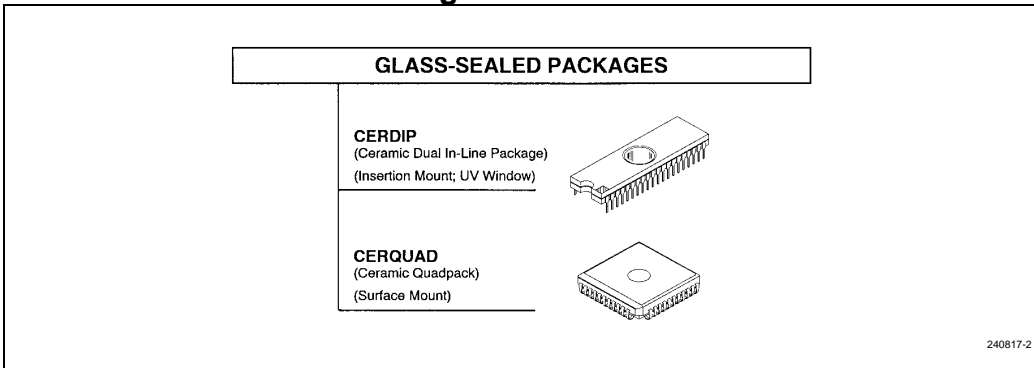 GLASS-SEALED PACKAGES
CERDIP
(Ceramic Dual In-Line Package)
(Insertion Mount; UV Window)
CERQUAD
(Ceramic Quadpack)
(Surface Mount)
240817-2